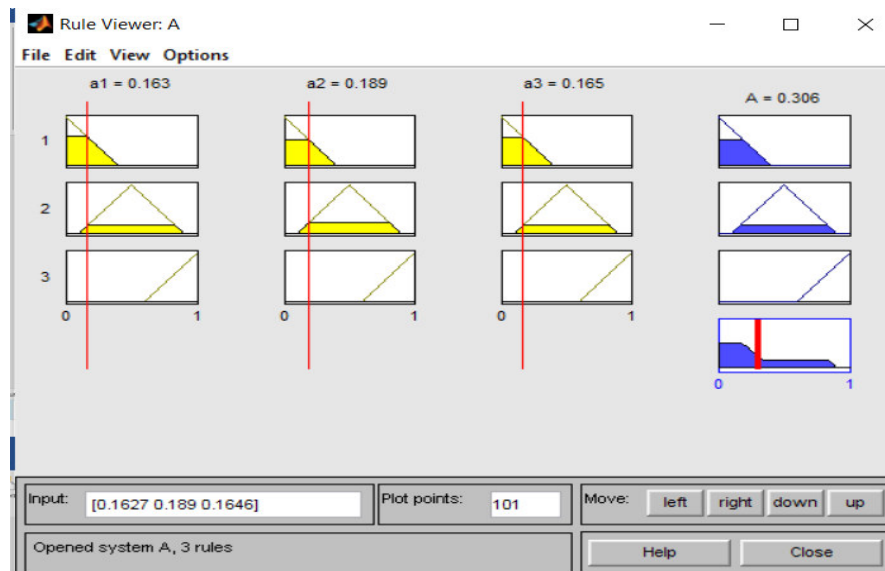 Rule Viewer: A
File Edit View Options
a1 = 0.163
a2 = 0.189
a3 = 0.165
A = 0.306
1
2
3
0 1
0 1
0 1
0 1
Input: [0.1627 0.189 0.1646]
Plot points: 101
Move: left right down up
Opened system A, 3 rules
Help Close